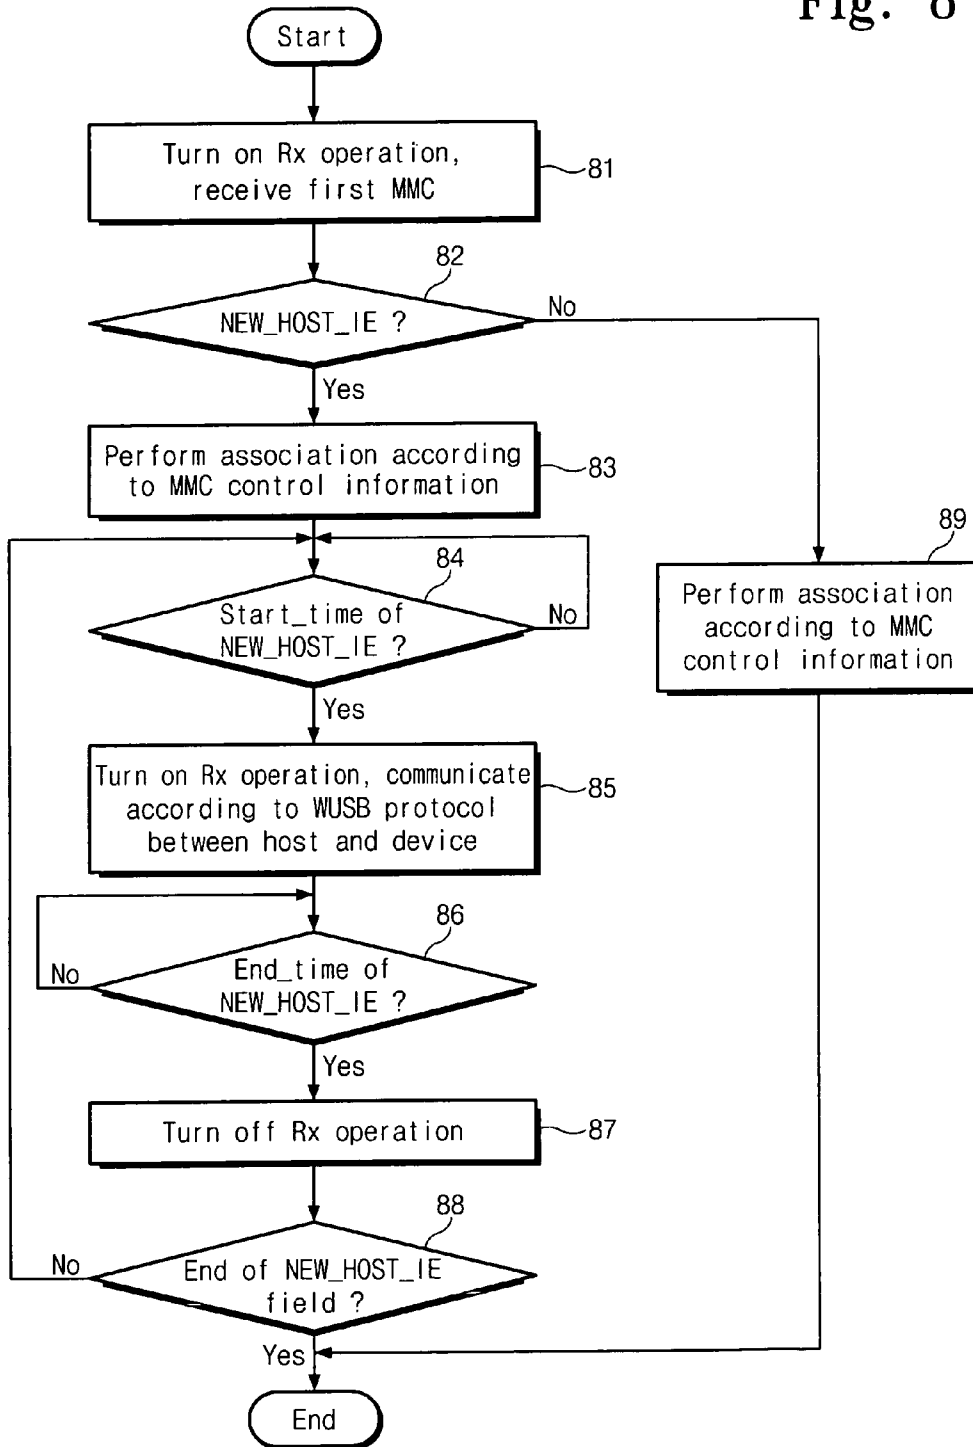 Fig. 8
Start
Turn on Rx operation,
receive first MMC
81
82
NEW_HOST_IE ?
No
Yes
Perform association according
to MMC control information
83
84
Start_time of
NEW_HOST_IE ?
No
Yes
89
Perform association
according to MMC
control information
Turn on Rx operation, communicate
according to WUSB protocol
between host and device
85
86
End_time of
NEW_HOST_IE ?
No
Yes
Turn off Rx operation
87
88
End of NEW_HOST_IE
field ?
No
Yes
End